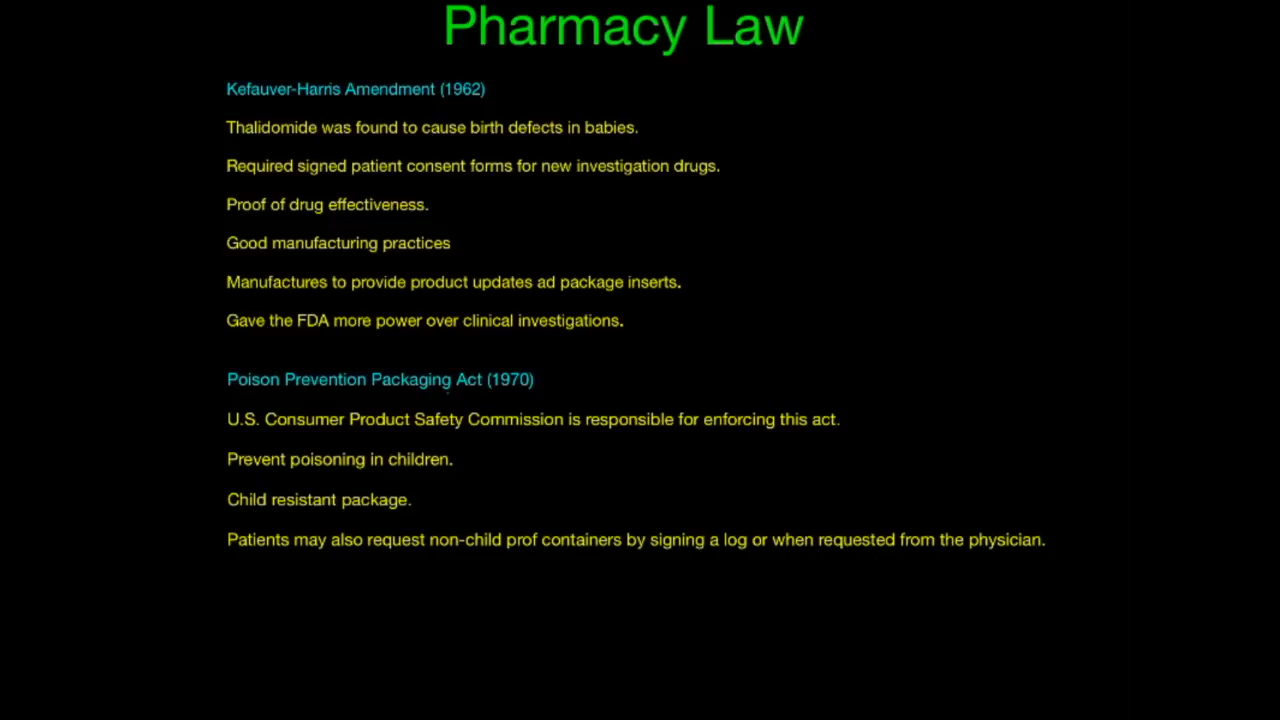 Pharmacy Law
Kefauver-Harris Amendment (1962)
Thalidomide was found to cause birth defects in babies.
Required signed patient consent forms for new investigation drugs.
Proof of drug effectiveness.
Good manufacturing practices
Manufactures to provide product updates ad package inserts.
Gave the FDA more power over clinical investigations.
Poison Prevention Packaging Act (1970)
U.S. Consumer Product Safety Commission is responsible for enforcing this act.
Prevent poisoning in children.
Child resistant package.
Patients may also request non-child prof containers by signing a log or when requested from the physician.